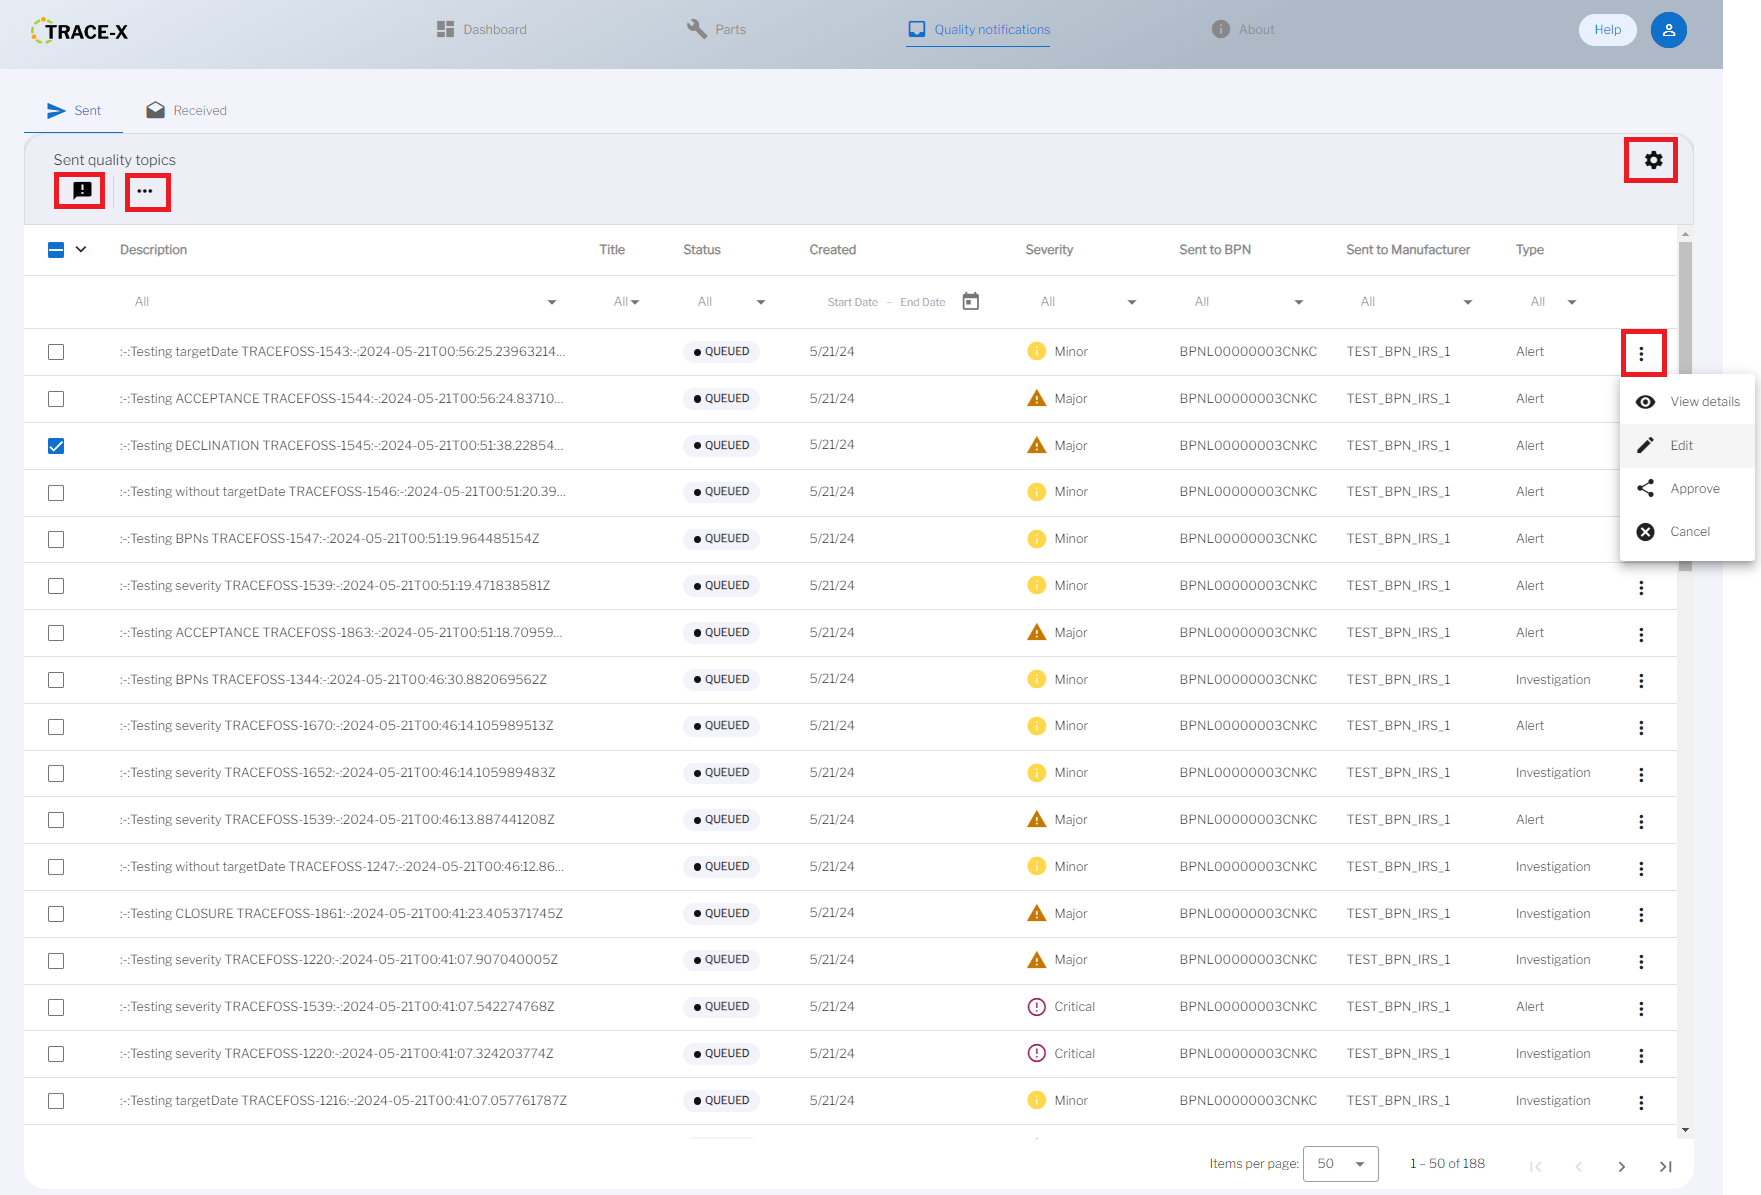 TRACE-X Dashboard Parts Quality notifications About Help
Sent Received
Sent quality topics
Description Title Status Created Severity Sent to BPN Sent to Manufacturer Type
All All All Start Date – End Date All All All All
:-:Testing targetDate TRACEFOSS-1543:-:2024-05-21T00:56:25.23963214... QUEUED 5/21/24 Minor BPNL00000003CNKC TEST_BPN_IRS_1 Alert
View details
:-:Testing ACCEPTANCE TRACEFOSS-1544:-:2024-05-21T00:56:24.83710... QUEUED 5/21/24 Major BPNL00000003CNKC TEST_BPN_IRS_1 Alert
:-:Testing DECLINATION TRACEFOSS-1545:-:2024-05-21T00:51:38.22854... QUEUED 5/21/24 Major BPNL00000003CNKC TEST_BPN_IRS_1 Alert
Edit
:-:Testing without targetDate TRACEFOSS-1546:-:2024-05-21T00:51:20.39... QUEUED 5/21/24 Minor BPNL00000003CNKC TEST_BPN_IRS_1 Alert
Approve
:-:Testing BPNs TRACEFOSS-1547:-:2024-05-21T00:51:19.964485154Z QUEUED 5/21/24 Minor BPNL00000003CNKC TEST_BPN_IRS_1 Alert
Cancel
:-:Testing severity TRACEFOSS-1539:-:2024-05-21T00:51:19.471838581Z QUEUED 5/21/24 Minor BPNL00000003CNKC TEST_BPN_IRS_1 Alert
:-:Testing ACCEPTANCE TRACEFOSS-1863:-:2024-05-21T00:51:18.70959... QUEUED 5/21/24 Major BPNL00000003CNKC TEST_BPN_IRS_1 Alert
:-:Testing BPNs TRACEFOSS-1344:-:2024-05-21T00:46:30.882069562Z QUEUED 5/21/24 Minor BPNL00000003CNKC TEST_BPN_IRS_1 Investigation
:-:Testing severity TRACEFOSS-1670:-:2024-05-21T00:46:14.105989513Z QUEUED 5/21/24 Minor BPNL00000003CNKC TEST_BPN_IRS_1 Alert
:-:Testing severity TRACEFOSS-1652:-:2024-05-21T00:46:14.105989483Z QUEUED 5/21/24 Minor BPNL00000003CNKC TEST_BPN_IRS_1 Investigation
:-:Testing severity TRACEFOSS-1539:-:2024-05-21T00:46:13.887441208Z QUEUED 5/21/24 Major BPNL00000003CNKC TEST_BPN_IRS_1 Alert
:-:Testing without targetDate TRACEFOSS-1247:-:2024-05-21T00:46:12.86... QUEUED 5/21/24 Minor BPNL00000003CNKC TEST_BPN_IRS_1 Investigation
:-:Testing CLOSURE TRACEFOSS-1861:-:2024-05-21T00:41:23.405371745Z QUEUED 5/21/24 Major BPNL00000003CNKC TEST_BPN_IRS_1 Investigation
:-:Testing severity TRACEFOSS-1220:-:2024-05-21T00:41:07.907040005Z QUEUED 5/21/24 Major BPNL00000003CNKC TEST_BPN_IRS_1 Investigation
:-:Testing severity TRACEFOSS-1539:-:2024-05-21T00:41:07.542274768Z QUEUED 5/21/24 Critical BPNL00000003CNKC TEST_BPN_IRS_1 Alert
:-:Testing severity TRACEFOSS-1220:-:2024-05-21T00:41:07.324203774Z QUEUED 5/21/24 Critical BPNL00000003CNKC TEST_BPN_IRS_1 Investigation
:-:Testing targetDate TRACEFOSS-1216:-:2024-05-21T00:41:07.057761787Z QUEUED 5/21/24 Minor BPNL00000003CNKC TEST_BPN_IRS_1 Investigation
Items per page: 50 1 – 50 of 188